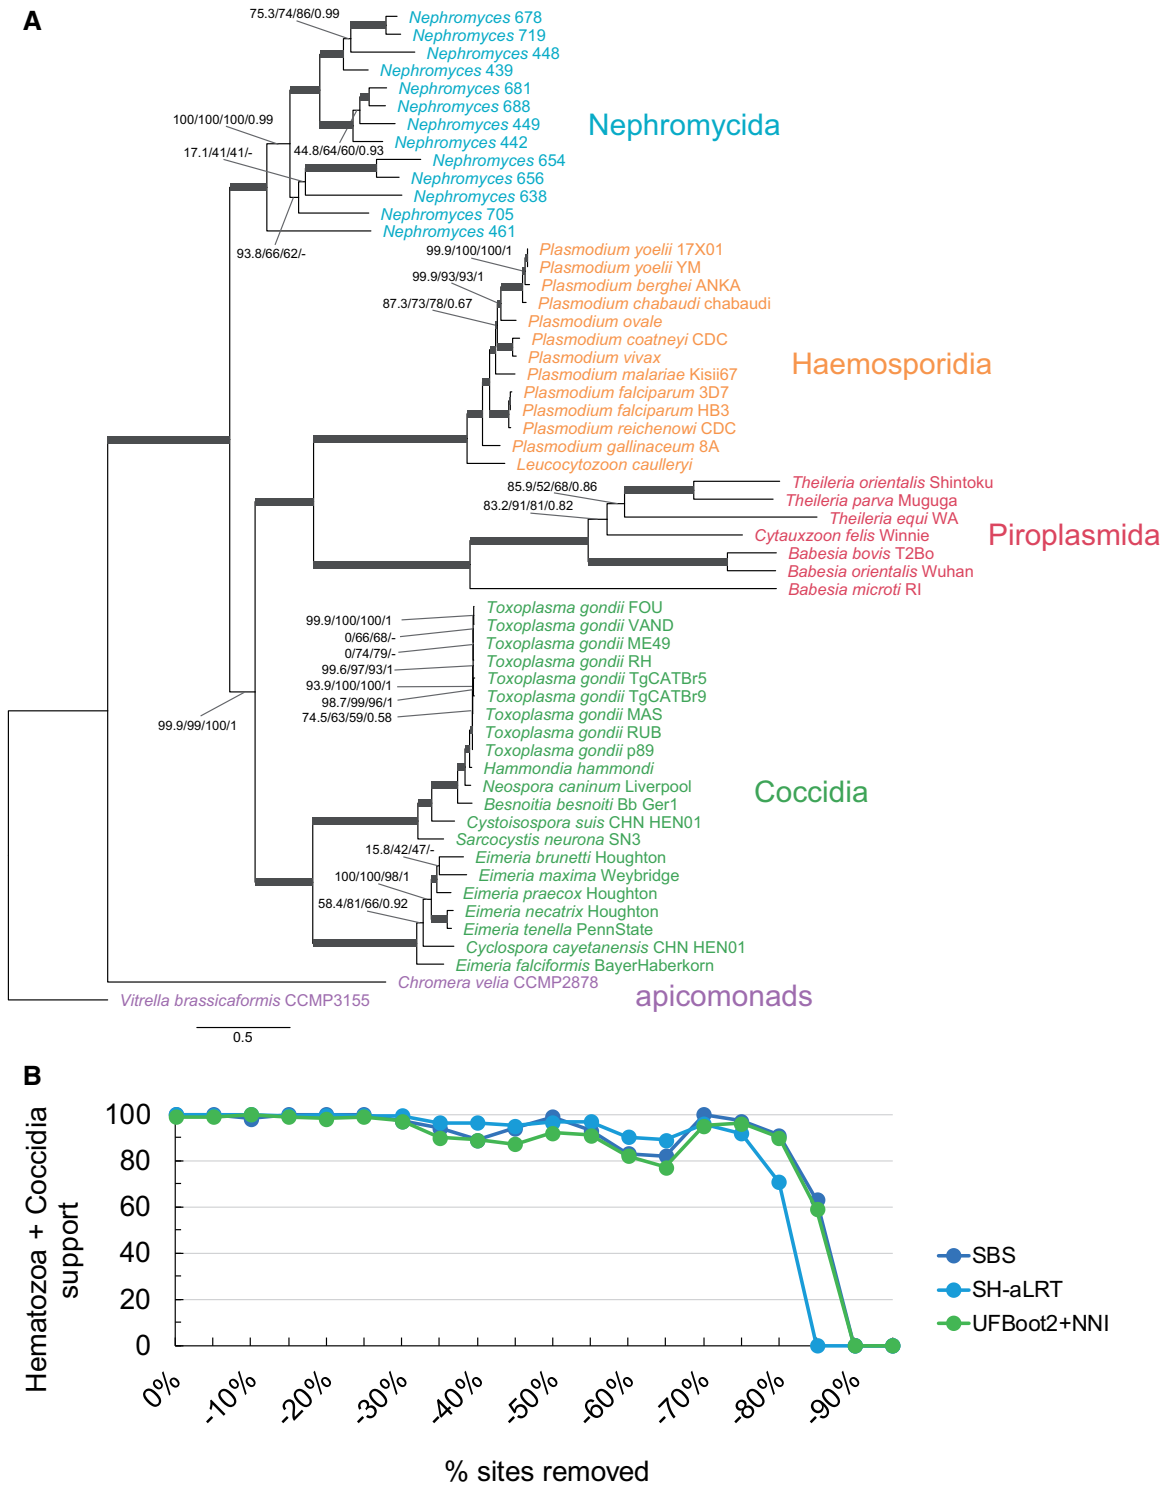 A
75.3/74/86/0.99
Nephromyces 678
Nephromyces 719
Nephromyces 448
Nephromyces 439
Nephromyces 681
Nephromyces 688
100/100/100/0.99
Nephromyces 449
Nephromycida
Nephromyces 442
17.1/41/41/-
44.8/64/60/0.93
Nephromyces 654
Nephromyces 656
Nephromyces 638
Nephromyces 705
Nephromyces 461
93.8/66/62/-
99.9/100/100/1
Plasmodium yoelii 17X01
Plasmodium yoelii YM
99.9/93/93/1
Plasmodium berghei ANKA
87.3/73/78/0.67
Plasmodium chabaudi chabaudi
Plasmodium ovale
Plasmodium coatneyi CDC
Plasmodium vivax
Haemosporidia
Plasmodium malariae Kisii67
Plasmodium falciparum 3D7
Plasmodium falciparum HB3
Plasmodium reichenowi CDC
Plasmodium gallinaceum 8A
Leucocytozoon caulleryi
85.9/52/68/0.86
Theileria orientalis Shintoku
83.2/91/81/0.82
Theileria parva Muguga
Theileria equi WA
Cytauxzoon felis Winnie
Piroplasmida
Babesia bovis T2Bo
Babesia orientalis Wuhan
Babesia microti RI
Toxoplasma gondii FOU
99.9/100/100/1
Toxoplasma gondii VAND
0/66/68/-
Toxoplasma gondii ME49
0/74/79/-
Toxoplasma gondii RH
99.6/97/93/1
Toxoplasma gondii TgCATBr5
93.9/100/100/1
Toxoplasma gondii TgCATBr9
98.7/99/96/1
Toxoplasma gondii MAS
74.5/63/59/0.58
99.9/99/100/1
Toxoplasma gondii RUB
Toxoplasma gondii p89
Hammondia hammondi
Neospora caninum Liverpool
Coccidia
Besnoitia besnoiti Bb Ger1
Cystoisospora suis CHN HEN01
Sarcocystis neurona SN3
15.8/42/47/-
Eimeria brunetti Houghton
100/100/98/1
Eimeria maxima Weybridge
Eimeria praecox Houghton
58.4/81/66/0.92
Eimeria necatrix Houghton
Eimeria tenella PennState
Cyclospora cayetanensis CHN HEN01
Eimeria falciformis BayerHaberkorn
Chromera velia CCMP2878
apicomonads
Vitrella brassicaformis CCMP3155
0.5
B
Hematozoa + Coccidia
support
100
80
60
40
20
0
0%
-10%
-20%
-30%
-40%
-50%
-60%
-70%
-80%
-90%
% sites removed
SBS
SH-aLRT
UFBoot2+NNI